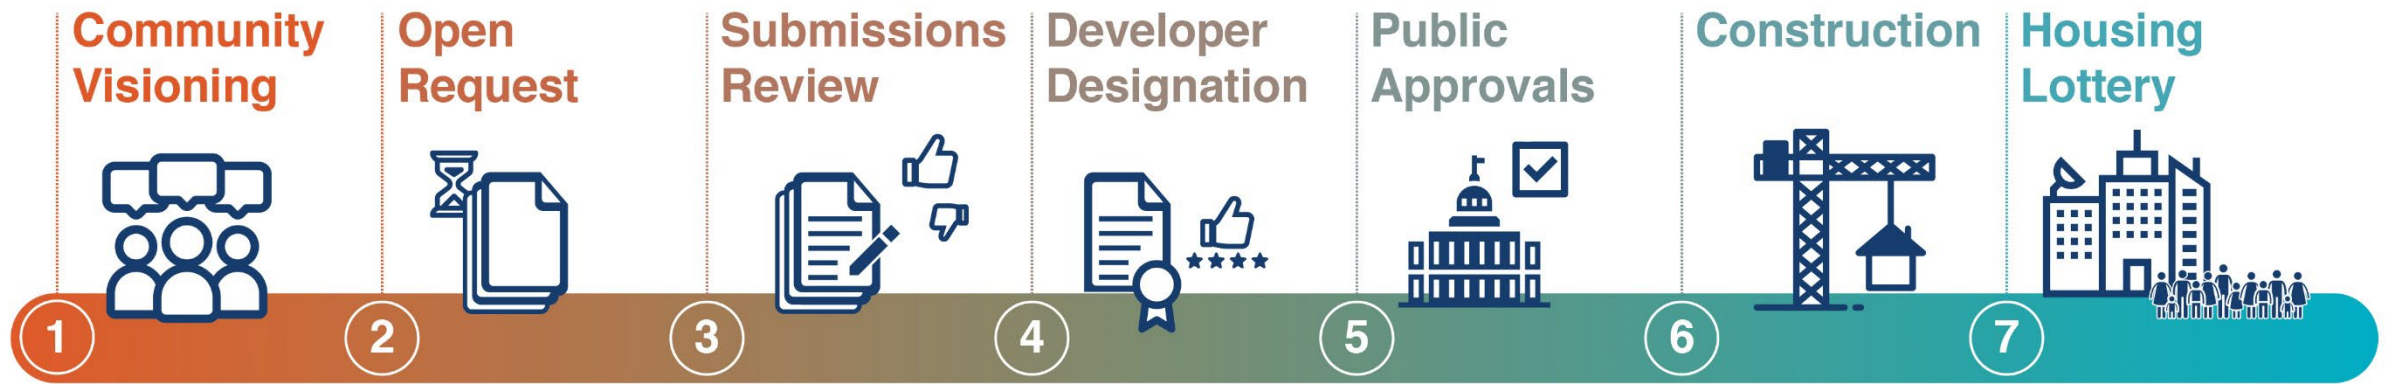 Community
Visioning
Open
Request
Submissions
Review
Developer
Designation
Public
Approvals
Construction
Housing
Lottery
1
2
3
4
5
6
7